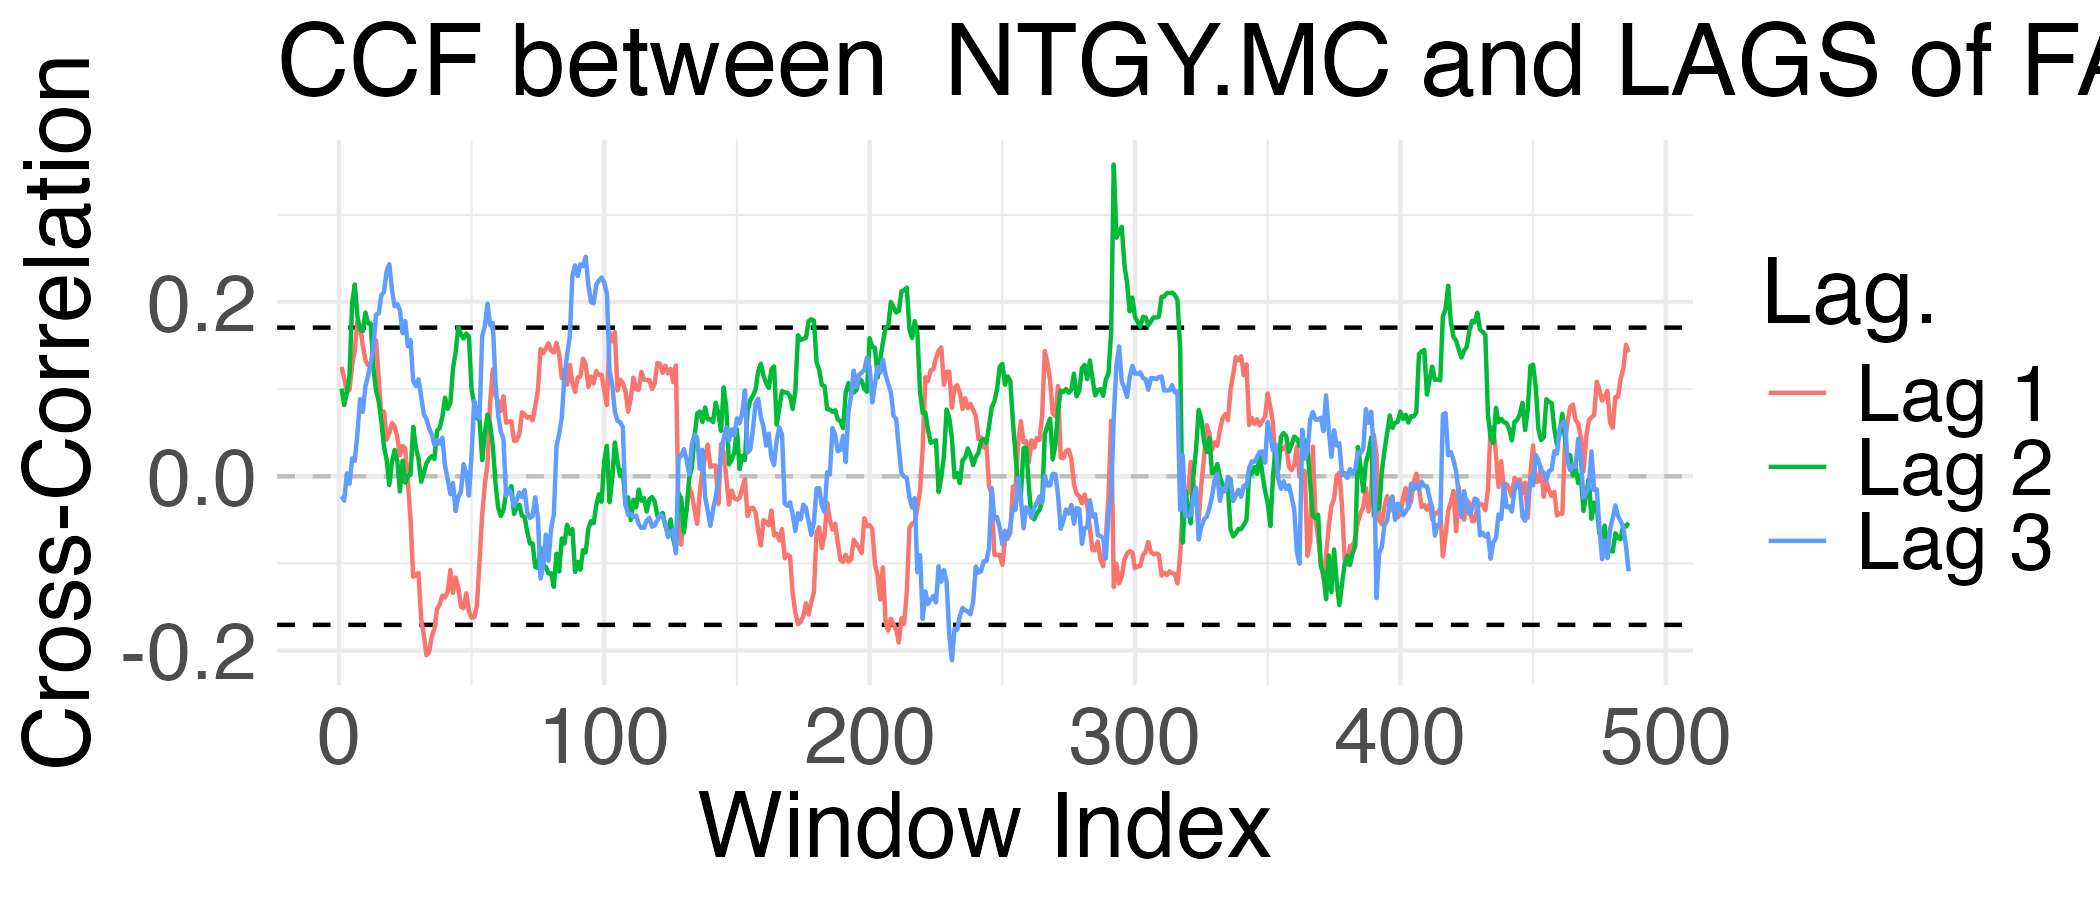 CCF between NTGY.MC and LAGS of
Cross-Correlation
0.2
0.0
-0.2
0 100 200 300 400 500
Window Index
Lag.
Lag 1
Lag 2
Lag 3